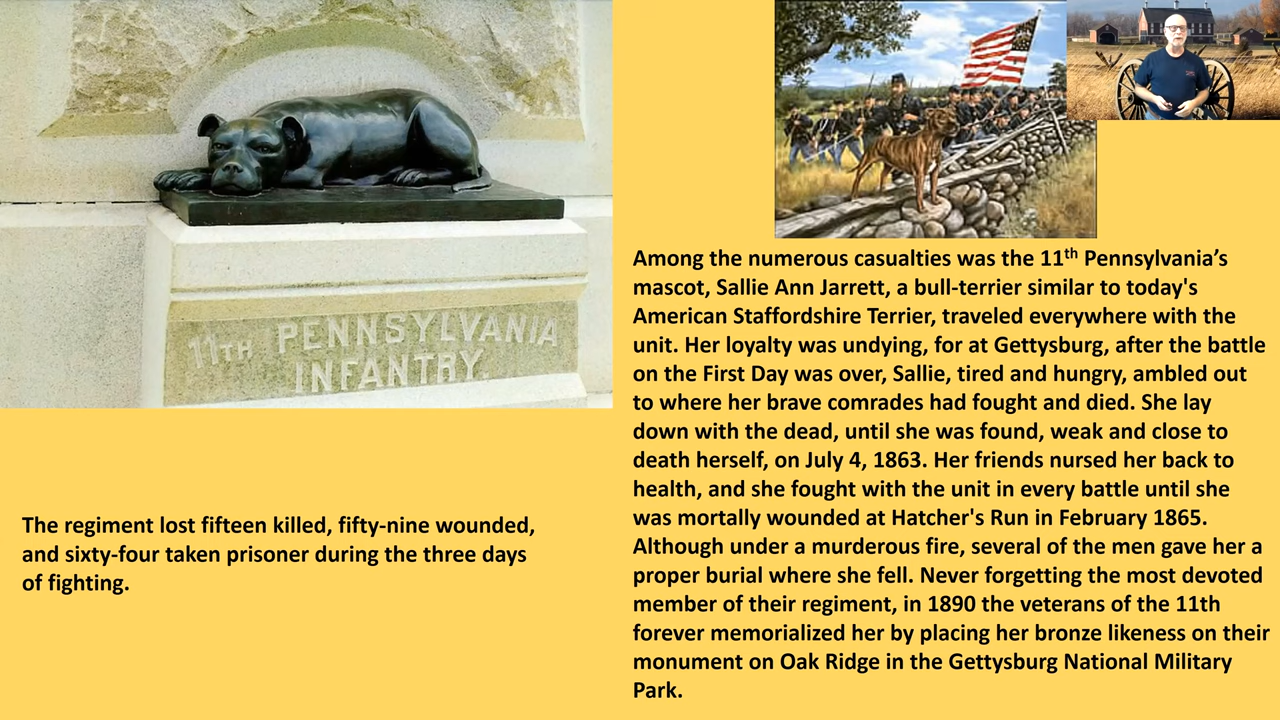 11TH PENNSYLVANIA
INFANTRY.
The regiment lost fifteen killed, fifty-nine wounded,
and sixty-four taken prisoner during the three days
of fighting.
Among the numerous casualties was the 11th Pennsylvania’s
mascot, Sallie Ann Jarrett, a bull-terrier similar to today's
American Staffordshire Terrier, traveled everywhere with the
unit. Her loyalty was undying, for at Gettysburg, after the battle
on the First Day was over, Sallie, tired and hungry, ambled out
to where her brave comrades had fought and died. She lay
down with the dead, until she was found, weak and close to
death herself, on July 4, 1863. Her friends nursed her back to
health, and she fought with the unit in every battle until she
was mortally wounded at Hatcher's Run in February 1865.
Although under a murderous fire, several of the men gave her a
proper burial where she fell. Never forgetting the most devoted
member of their regiment, in 1890 the veterans of the 11th
forever memorialized her by placing her bronze likeness on their
monument on Oak Ridge in the Gettysburg National Military
Park.